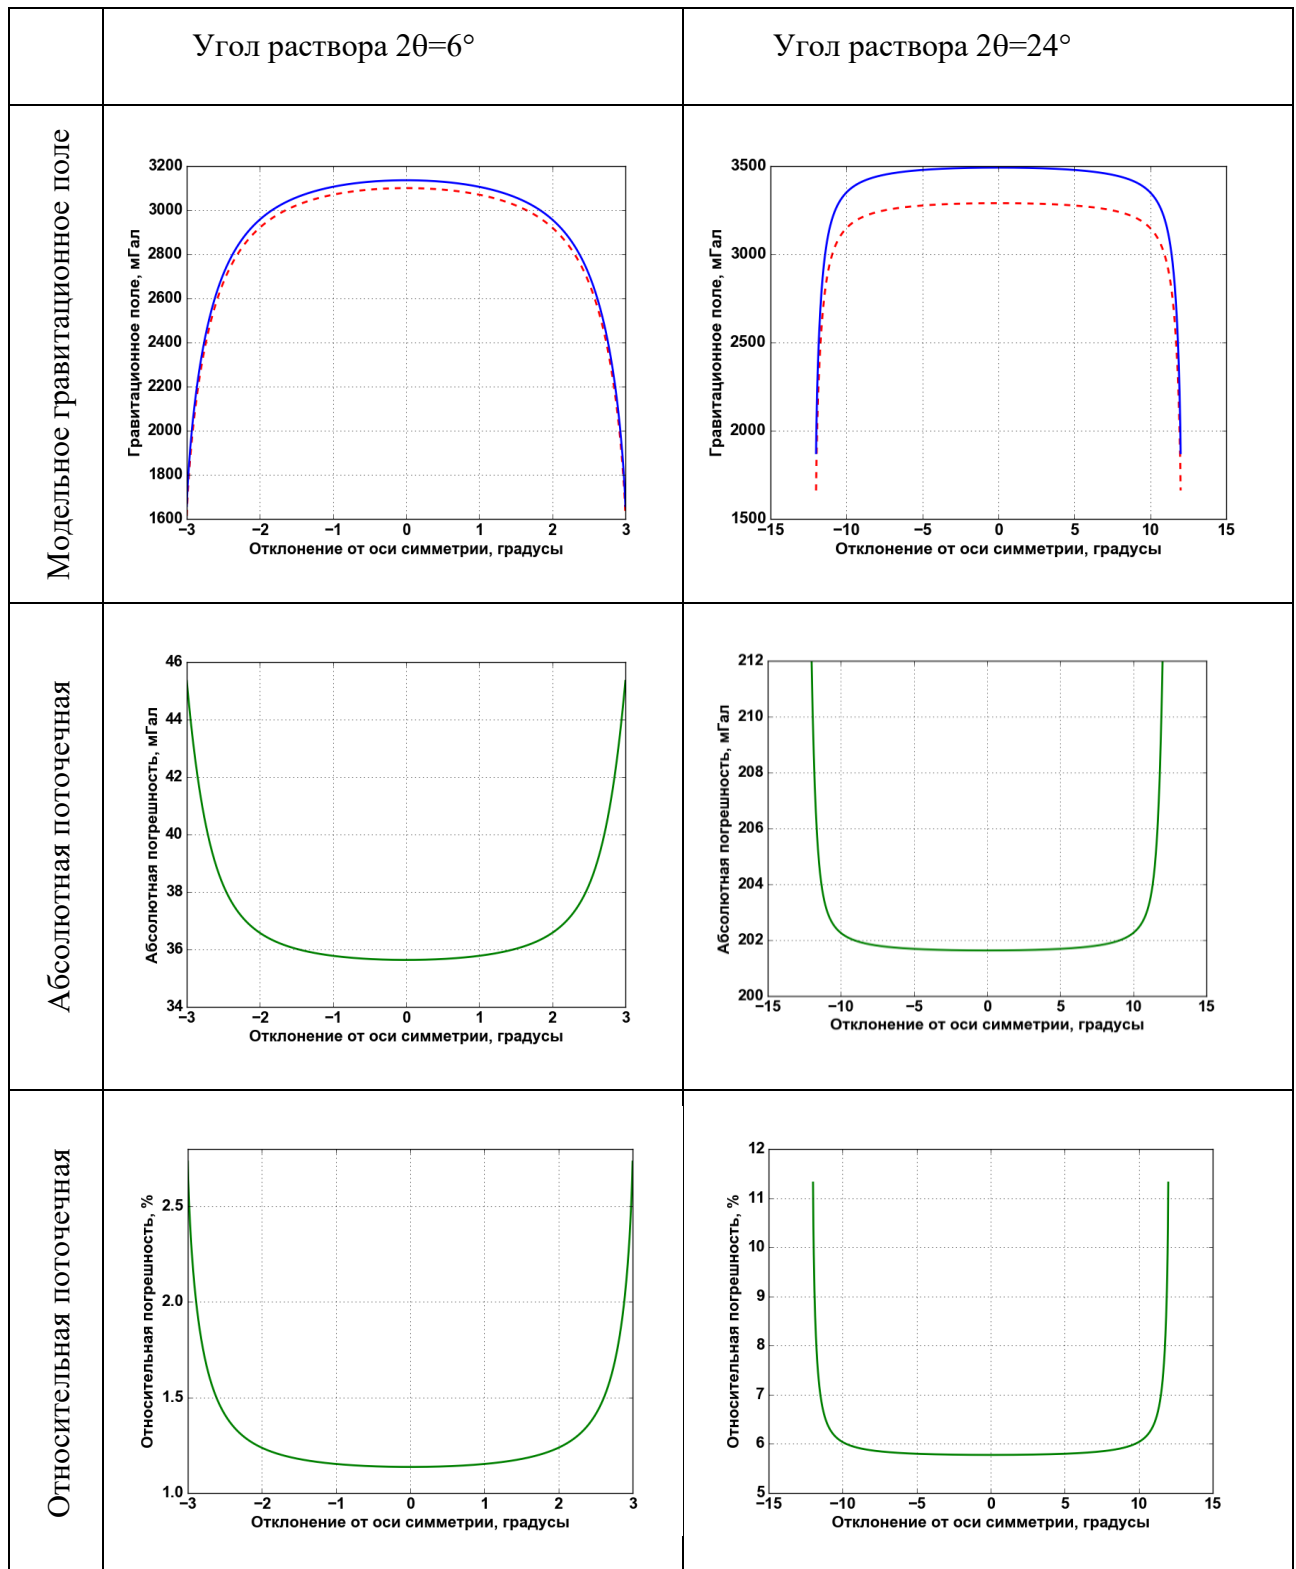 Угол раствора 2θ=6°
Угол раствора 2θ=24°
Модельное гравитационное поле
Гравитационное поле, мГал
3200
3000
2800
2600
2400
2200
2000
1800
1600
−3 −2 −1 0 1 2 3
Отклонение от оси симметрии, градусы
Гравитационное поле, мГал
3500
3000
2500
2000
1500
−15 −10 −5 0 5 10 15
Отклонение от оси симметрии, градусы
Абсолютная поточечная
Абсолютная погрешность, мГал
46
44
42
40
38
36
34
−3 −2 −1 0 1 2 3
Отклонение от оси симметрии, градусы
Абсолютная погрешность, мГал
212
210
208
206
204
202
200
−15 −10 −5 0 5 10 15
Отклонение от оси симметрии, градусы
Относительная поточечная
Относительная погрешность, %
2.5
2.0
1.5
1.0
−3 −2 −1 0 1 2 3
Отклонение от оси симметрии, градусы
Относительная погрешность, %
12
11
10
9
8
7
6
5
−15 −10 −5 0 5 10 15
Отклонение от оси симметрии, градусы